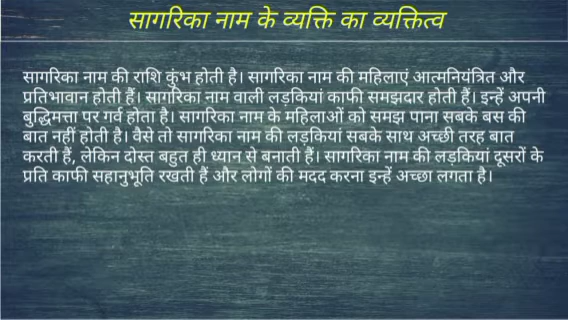 सागरिका नाम के व्यक्ति का व्यक्तित्व
सागरिका नाम की राशि कुंभ होती है। सागरिका नाम की महिलाएं आत्मनियंत्रित और
प्रतिभावान होती हैं। सागरिका नाम वाली लड़कियां काफी समझदार होती हैं। इन्हें अपनी
बुद्धिमत्ता पर गर्व होता है। सागरिका नाम के महिलाओं को समझ पाना सबके बस की
बात नहीं होती है। वैसे तो सागरिका नाम की लड़कियां सबके साथ अच्छी तरह बात
करती हैं, लेकिन दोस्त बहुत ही ध्यान से बनाती हैं। सागरिका नाम की लड़कियां दूसरों के
प्रति काफी सहानुभूति रखती हैं और लोगों की मदद करना इन्हें अच्छा लगता है।